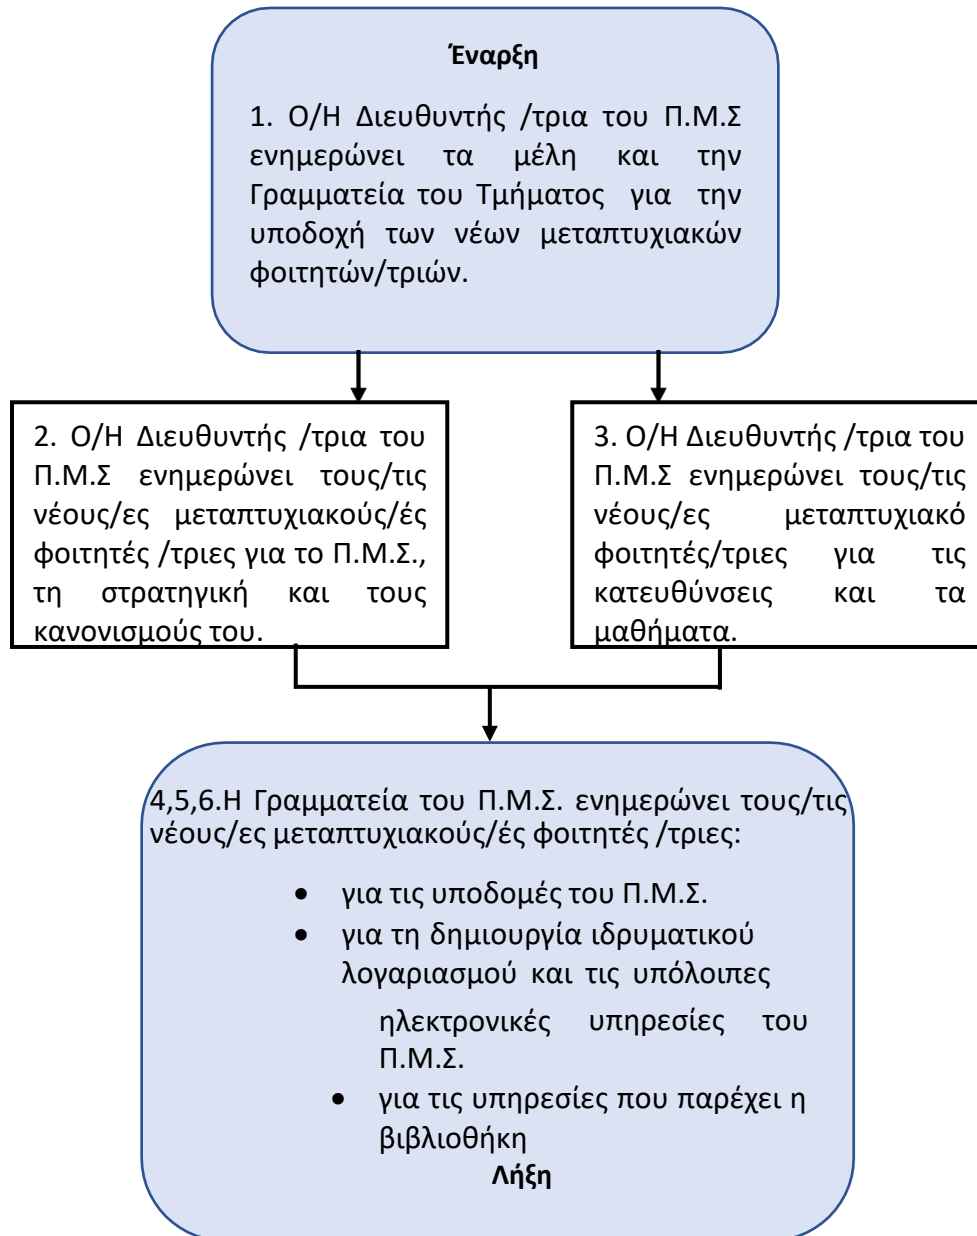 Έναρξη
1. Ο/Η Διευθυντής /τρια του Π.Μ.Σ
ενημερώνει τα μέλη και την
Γραμματεία του Τμήματος για την
υποδοχή των νέων μεταπτυχιακών
φοιτητών/τριών.
2. Ο/Η Διευθυντής /τρια του
Π.Μ.Σ ενημερώνει τους/τις
νέους/ες μεταπτυχιακούς/ές
φοιτητές /τριες για το Π.Μ.Σ.,
τη στρατηγική και τους
κανονισμούς του.
3. Ο/Η Διευθυντής /τρια του
Π.Μ.Σ ενημερώνει τους/τις
νέους/ες μεταπτυχιακό
φοιτητές/τριες για τις
κατευθύνσεις και τα
μαθήματα.
4,5,6.Η Γραμματεία του Π.Μ.Σ. ενημερώνει τους/τις
νέους/ες μεταπτυχιακούς/ές φοιτητές /τριες:
• για τις υποδομές του Π.Μ.Σ.
• για τη δημιουργία ιδρυματικού
λογαριασμού και τις υπόλοιπες
ηλεκτρονικές υπηρεσίες του
Π.Μ.Σ.
• για τις υπηρεσίες που παρέχει η
βιβλιοθήκη
Λήξη